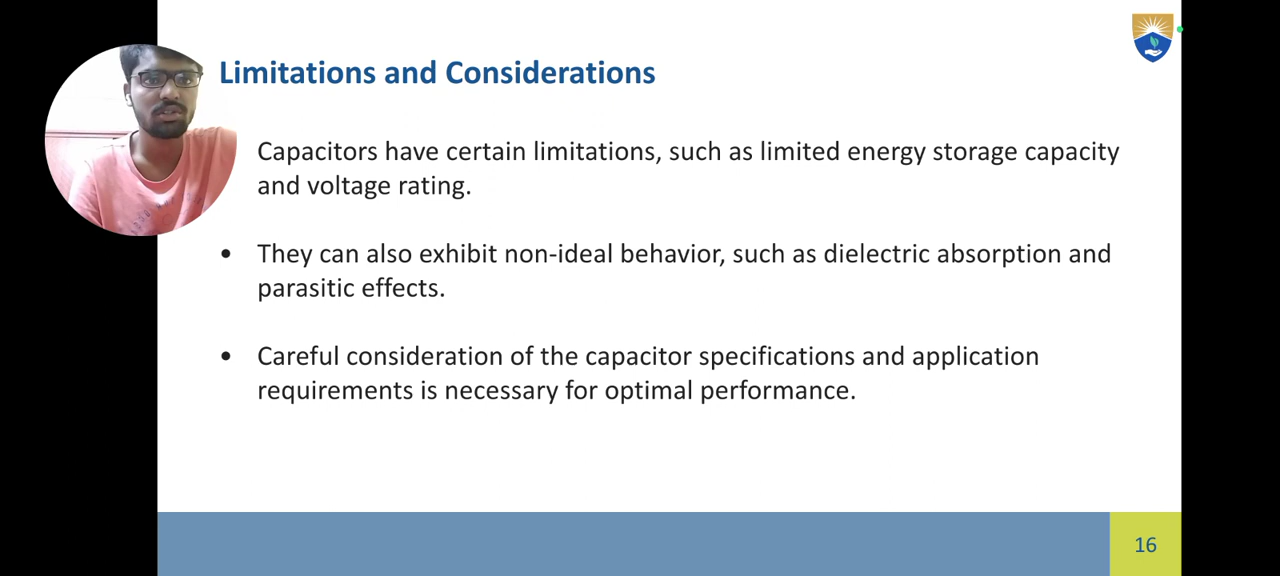 Limitations and Considerations
Capacitors have certain limitations, such as limited energy storage capacity
and voltage rating.
• They can also exhibit non-ideal behavior, such as dielectric absorption and
parasitic effects.
• Careful consideration of the capacitor specifications and application
requirements is necessary for optimal performance.
16